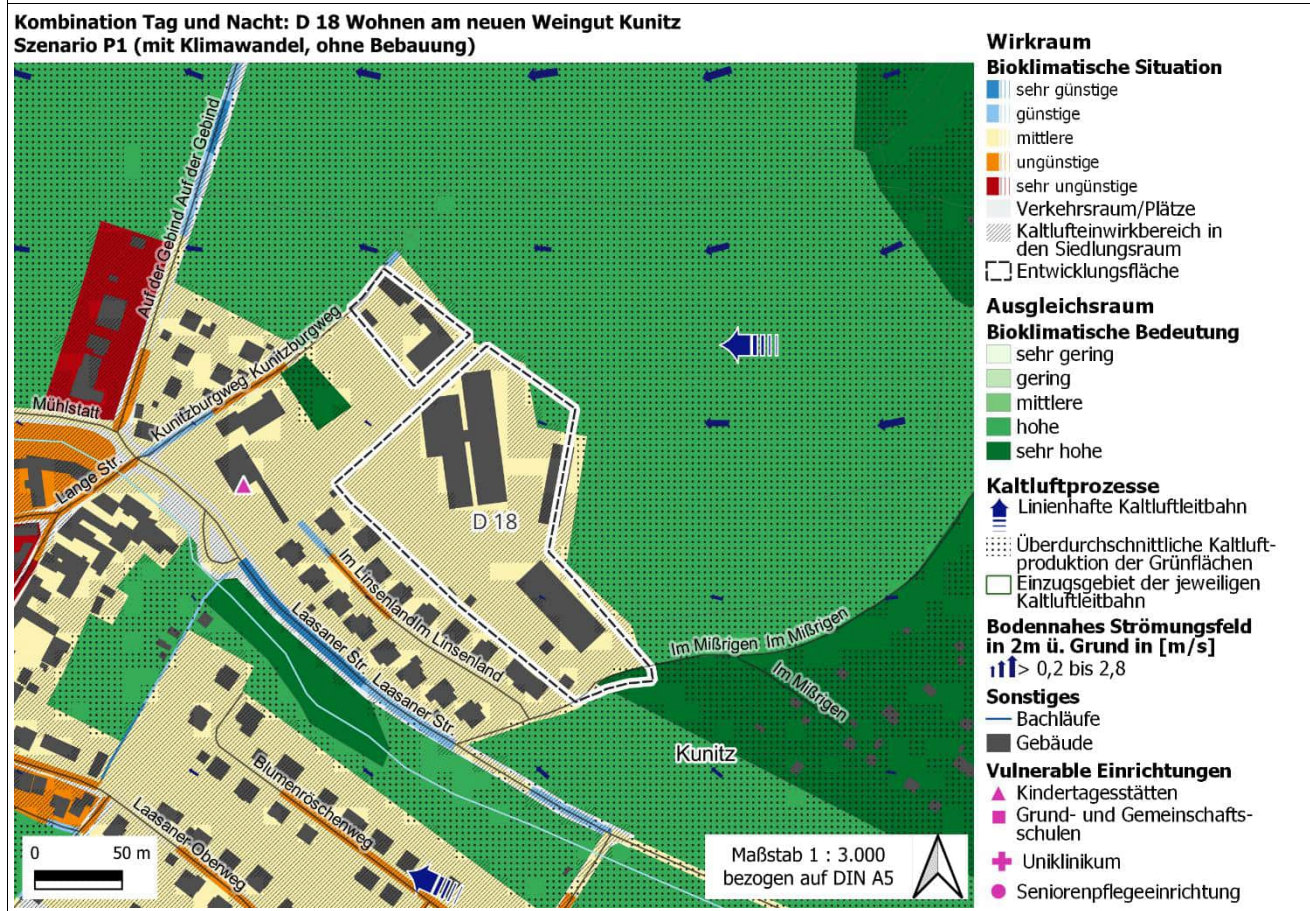 Kombination Tag und Nacht: D 18 Wohnen am neuen Weingut Kunitz
Szenario P1 (mit Klimawandel, ohne Bebauung)
Auf der Gebind
Auf der Gebind
Kunitzburgweg
Kunitzburgweg
Mühlstatt
Lange Str.
D 18
Im Linsenland
Im Linsenland
Laasaner Str.
Laasaner Str.
Im Mißrigen
Im Mißrigen
Im Mißrigen
Kunitz
Blumenröschenweg
Laasaner Oberweg
0 50 m
Maßstab 1 : 3.000
bezogen auf DIN A5
Wirkraum
Bioklimatische Situation
sehr günstige
günstige
mittlere
ungünstige
sehr ungünstige
Verkehrsraum/Plätze
Kaltlufteinwirkbereich in
den Siedlungsraum
Entwicklungsfläche
Ausgleichsraum
Bioklimatische Bedeutung
sehr gering
gering
mittlere
hohe
sehr hohe
Kaltluftprozesse
Linienhafte Kaltluftleitbahn
Überdurchschnittliche Kaltluft-
produktion der Grünflächen
Einzugsgebiet der jeweiligen
Kaltluftleitbahn
Bodennahes Strömungsfeld
in 2m ü. Grund in [m/s]
> 0,2 bis 2,8
Sonstiges
Bachläufe
Gebäude
Vulnerable Einrichtungen
Kindertagesstätten
Grund- und Gemeinschafts-
schulen
Uniklinikum
Seniorenpflegeeinrichtung